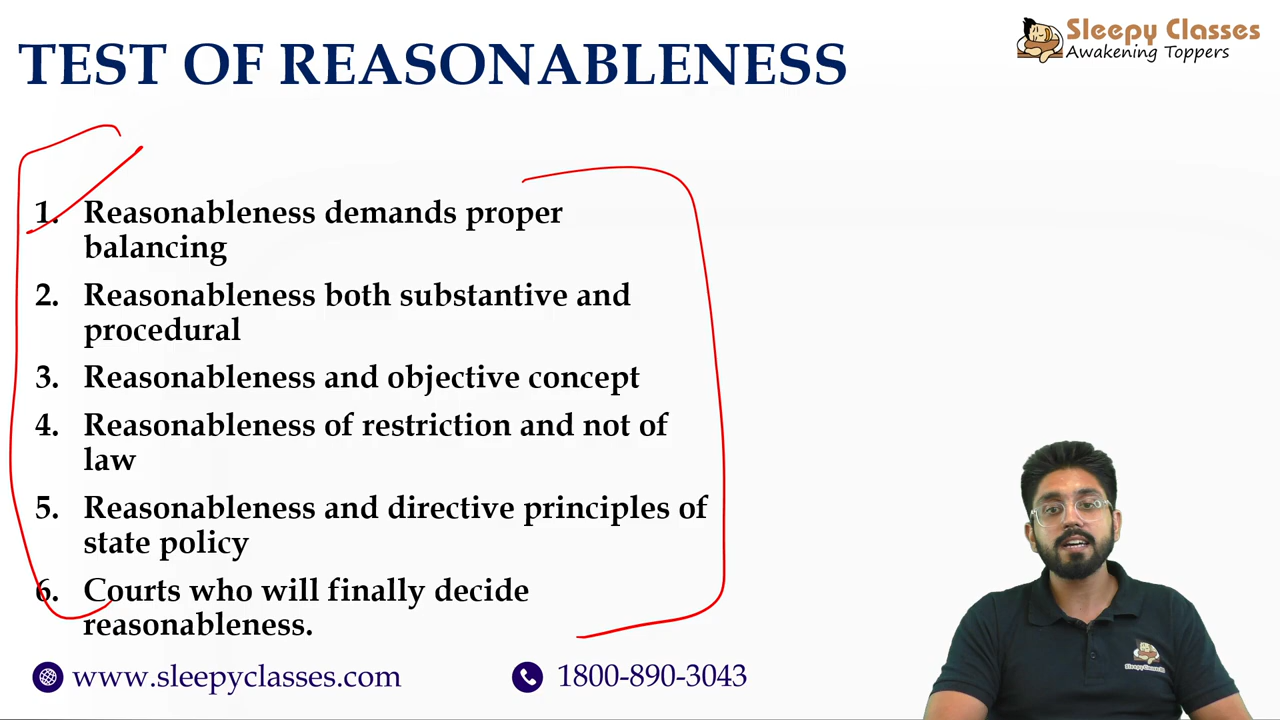 Sleepy Classes
Awakening Toppers
TEST OF REASONABLENESS
1. Reasonableness demands proper
balancing
2. Reasonableness both substantive and
procedural
3. Reasonableness and objective concept
4. Reasonableness of restriction and not of
law
5. Reasonableness and directive principles of
state policy
6. Courts who will finally decide
reasonableness.
www.sleepyclasses.com
1800-890-3043